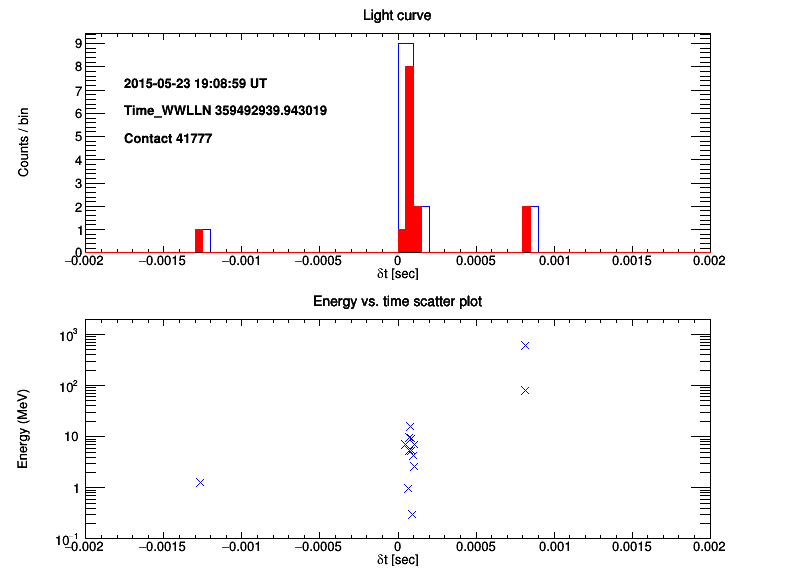 Light curve
9
8
7
6
5
4
3
2
1
0
Counts / bin
2015-05-23 19:08:59 UT
Time_WWLLN 359492939.943019
Contact 41777
−0.002 −0.0015 −0.001 −0.0005 0 0.0005 0.001 0.0015 0.002
δt [sec]
Energy vs. time scatter plot
10³
10²
10
1
10⁻¹
Energy (MeV)
−0.002 −0.0015 −0.001 −0.0005 0 0.0005 0.001 0.0015 0.002
δt [sec]